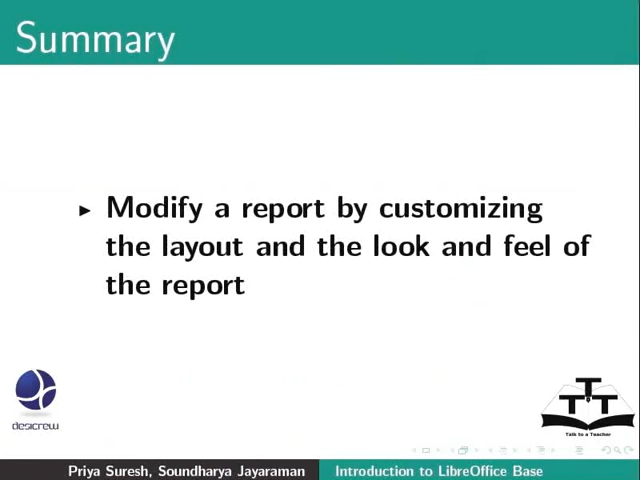 Summary
▶ Modify a report by customizing
the layout and the look and feel of
the report
desicrew
T
T T
Talk to a Teacher
Priya Suresh, Soundharya Jayaraman
Introduction to LibreOffice Base